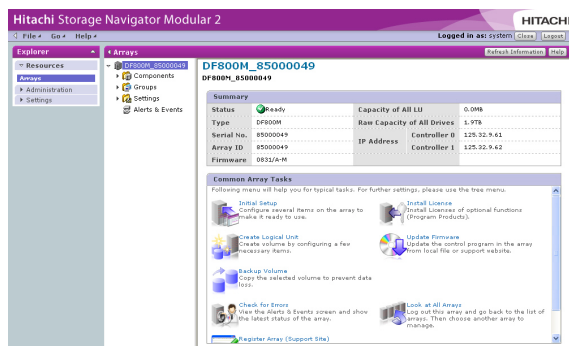 Hitachi Storage Navigator Modular 2
HITACHI
File Go Help
Logged in as: system Close Logout
Explorer
Arrays
Refresh Information Help
Resources
Arrays
Administration
Settings
DF800M_85000049
Components
Groups
Settings
Alerts & Events
DF800M_85000049
DF800M_85000049
Summary
Status Ready Capacity of All LU 0.0MB
Type DF800M Raw Capacity of All Drives 1.9TB
Serial No. 85000049 IP Address Controller 0 125.32.9.61
Array ID 85000049 Controller 1 125.32.9.62
Firmware 0831/A-M
Common Array Tasks
Following menu will help you for typical tasks. For further settings, please use the tree menu.
Initial Setup
Configure several items on the array to
make it ready to use.
Install License
Install Licenses of optional functions
(Program Products).
Create Logical Unit
Create volume by configuring a few
necessary items.
Update Firmware
Update the control program in the array
from local file or support website.
Backup Volume
Copy the selected volume to prevent data
loss.
Check for Errors
View the Alerts & Events screen and show
the latest status of the array.
Look at All Arrays
Log out this array and go back to the list of
arrays. Then choose another array to
manage.
Register Array (Support Site)